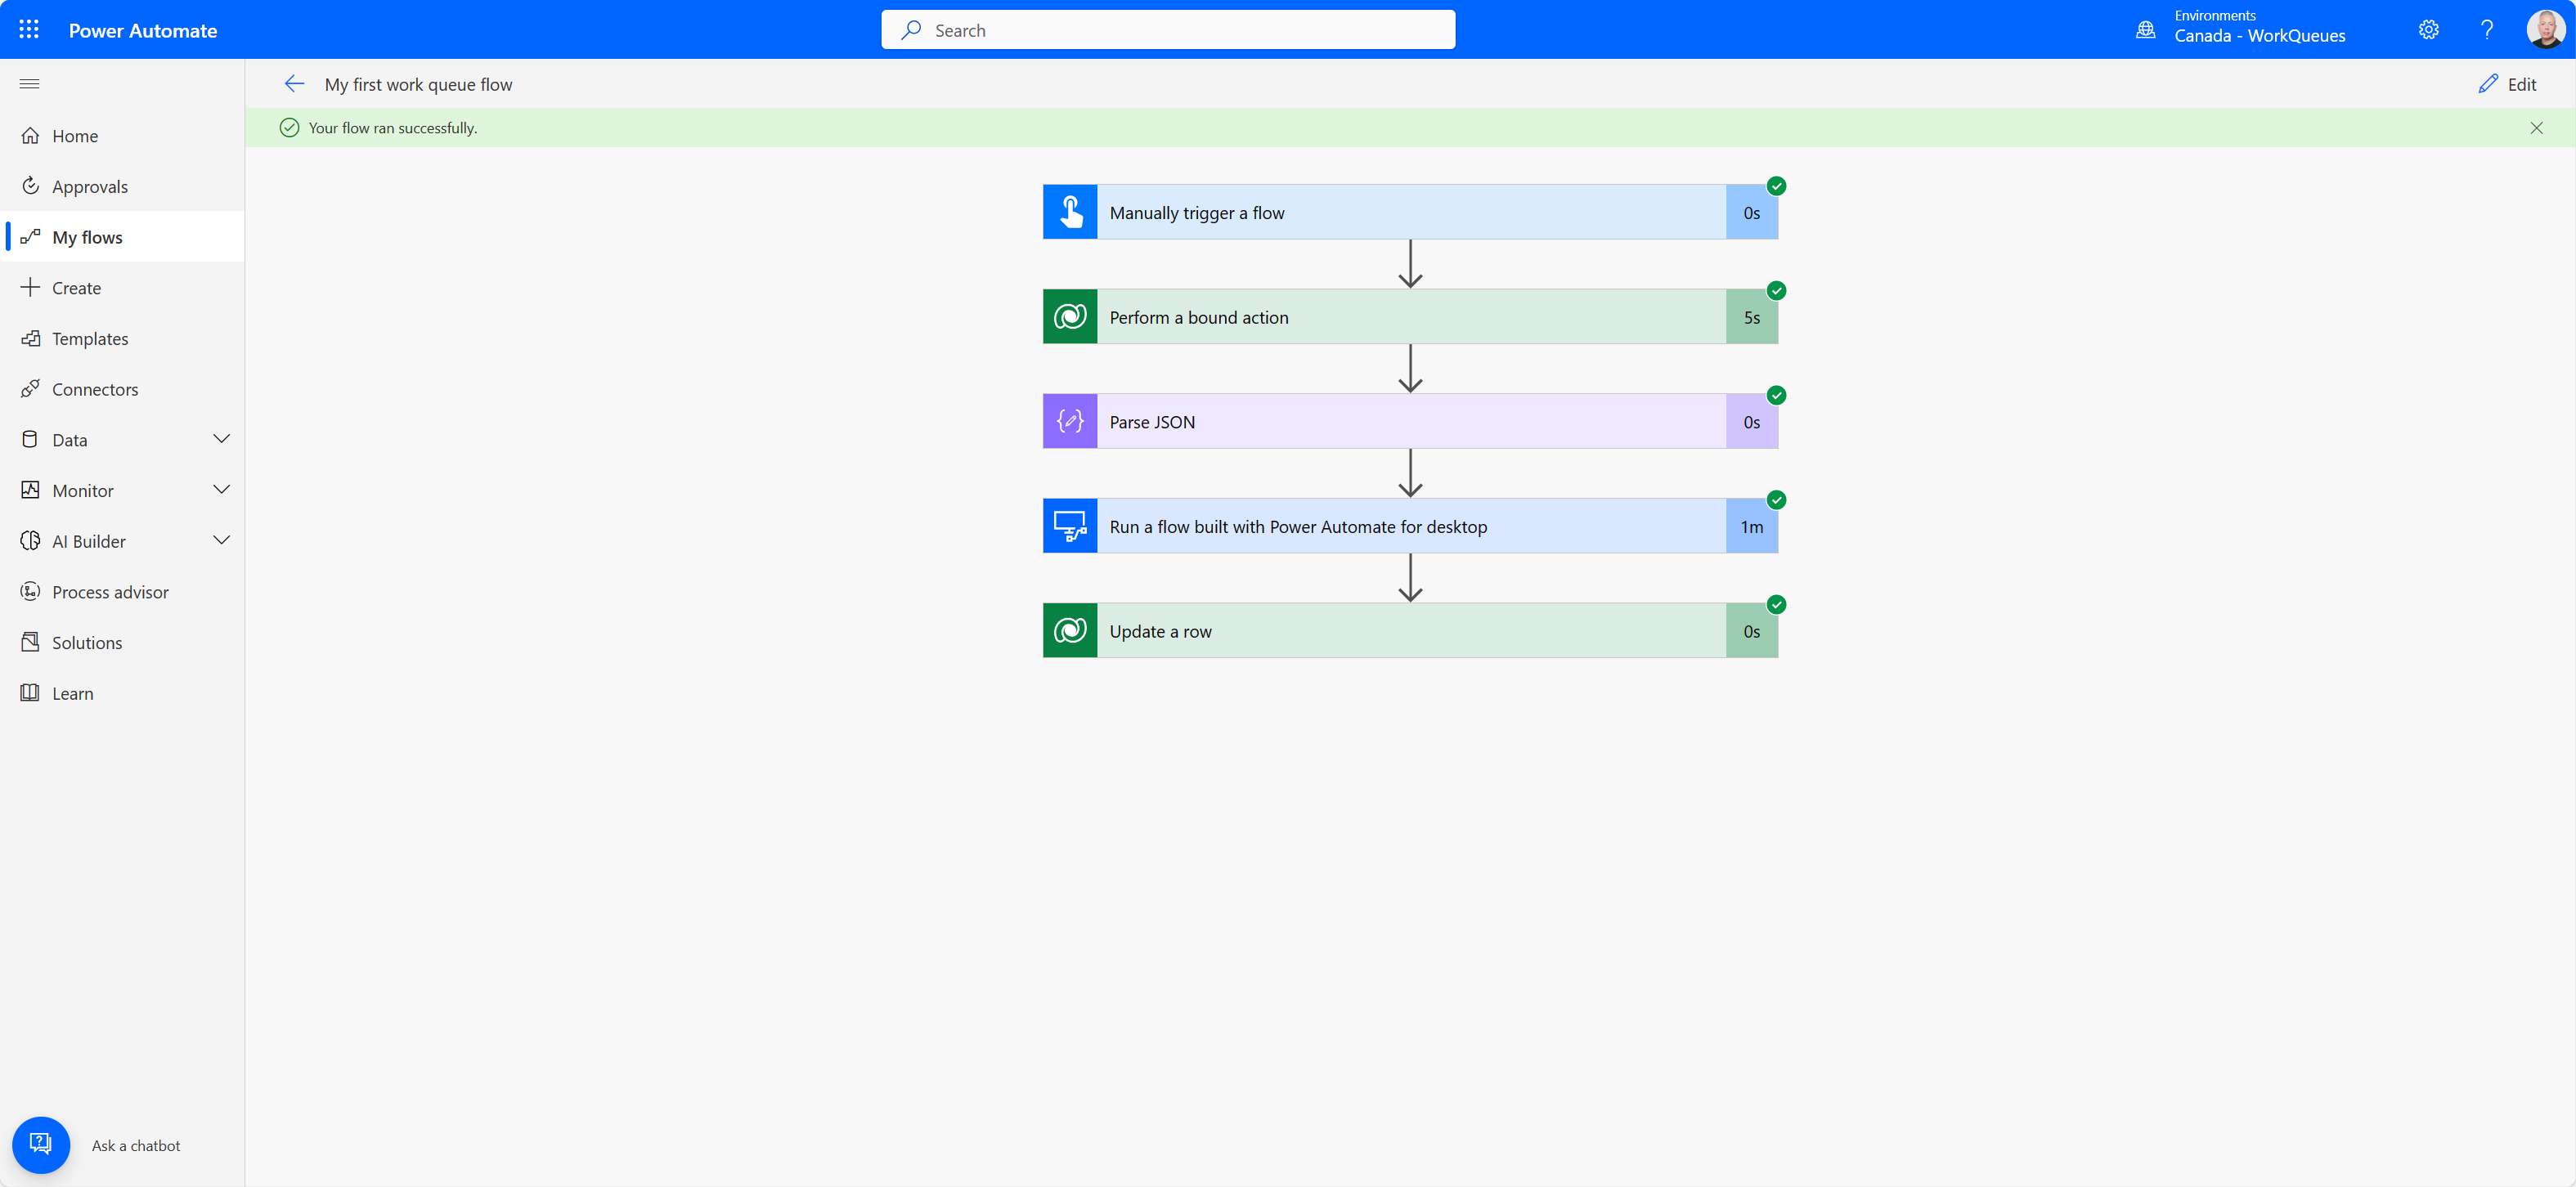 Power Automate
Search
Environments
Canada - WorkQueues
My first work queue flow
Edit
Your flow ran successfully.
Home
Approvals
My flows
Create
Templates
Connectors
Data
Monitor
AI Builder
Process advisor
Solutions
Learn
Manually trigger a flow 0s
Perform a bound action 5s
Parse JSON 0s
Run a flow built with Power Automate for desktop 1m
Update a row 0s
Ask a chatbot